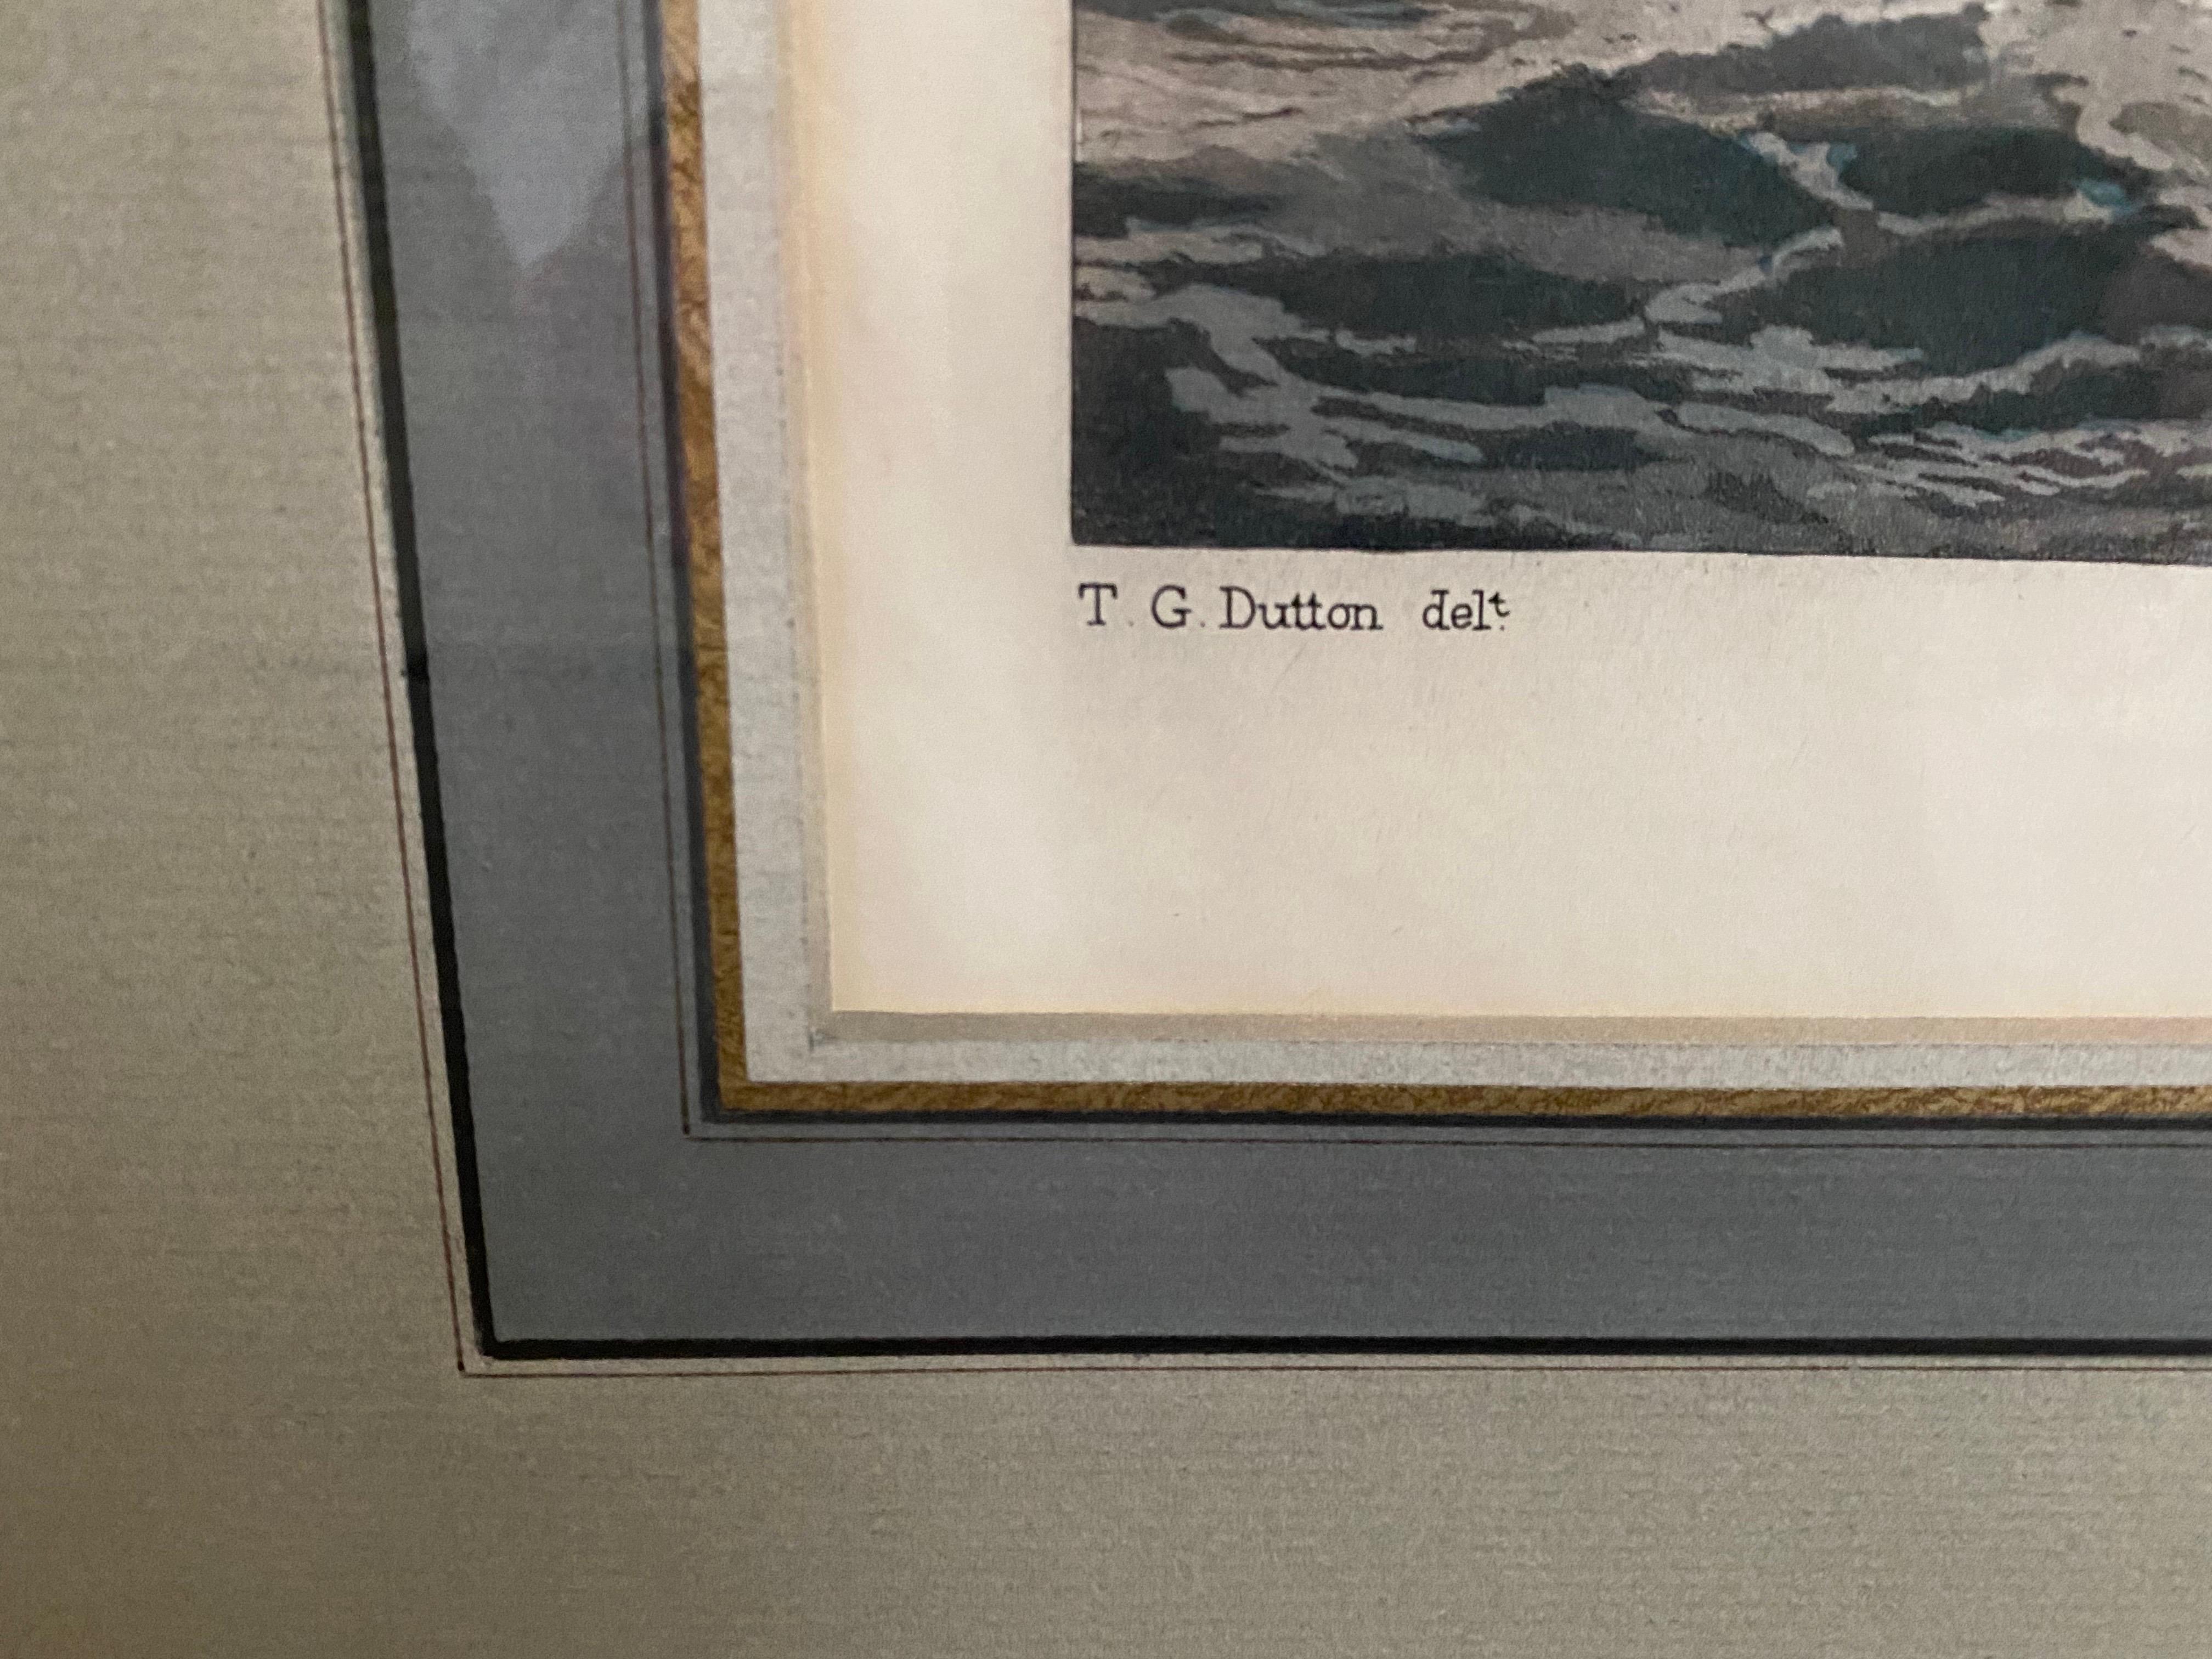 T. G. Dutton delt.